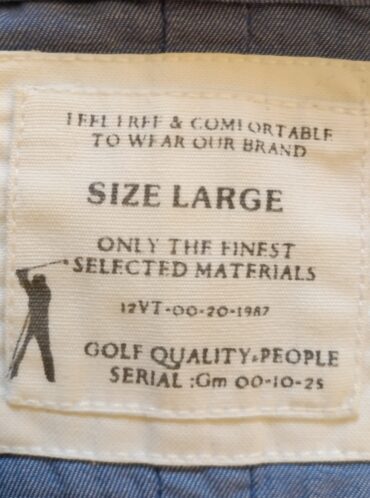 FEEL FREE & COMFORTABLE
TO WEAR OUR BRAND
SIZE LARGE
ONLY THE FINEST
SELECTED MATERIALS
12VT-00-20-1987
GOLF QUALITY&PEOPLE
SERIAL :Gm 00-10-25